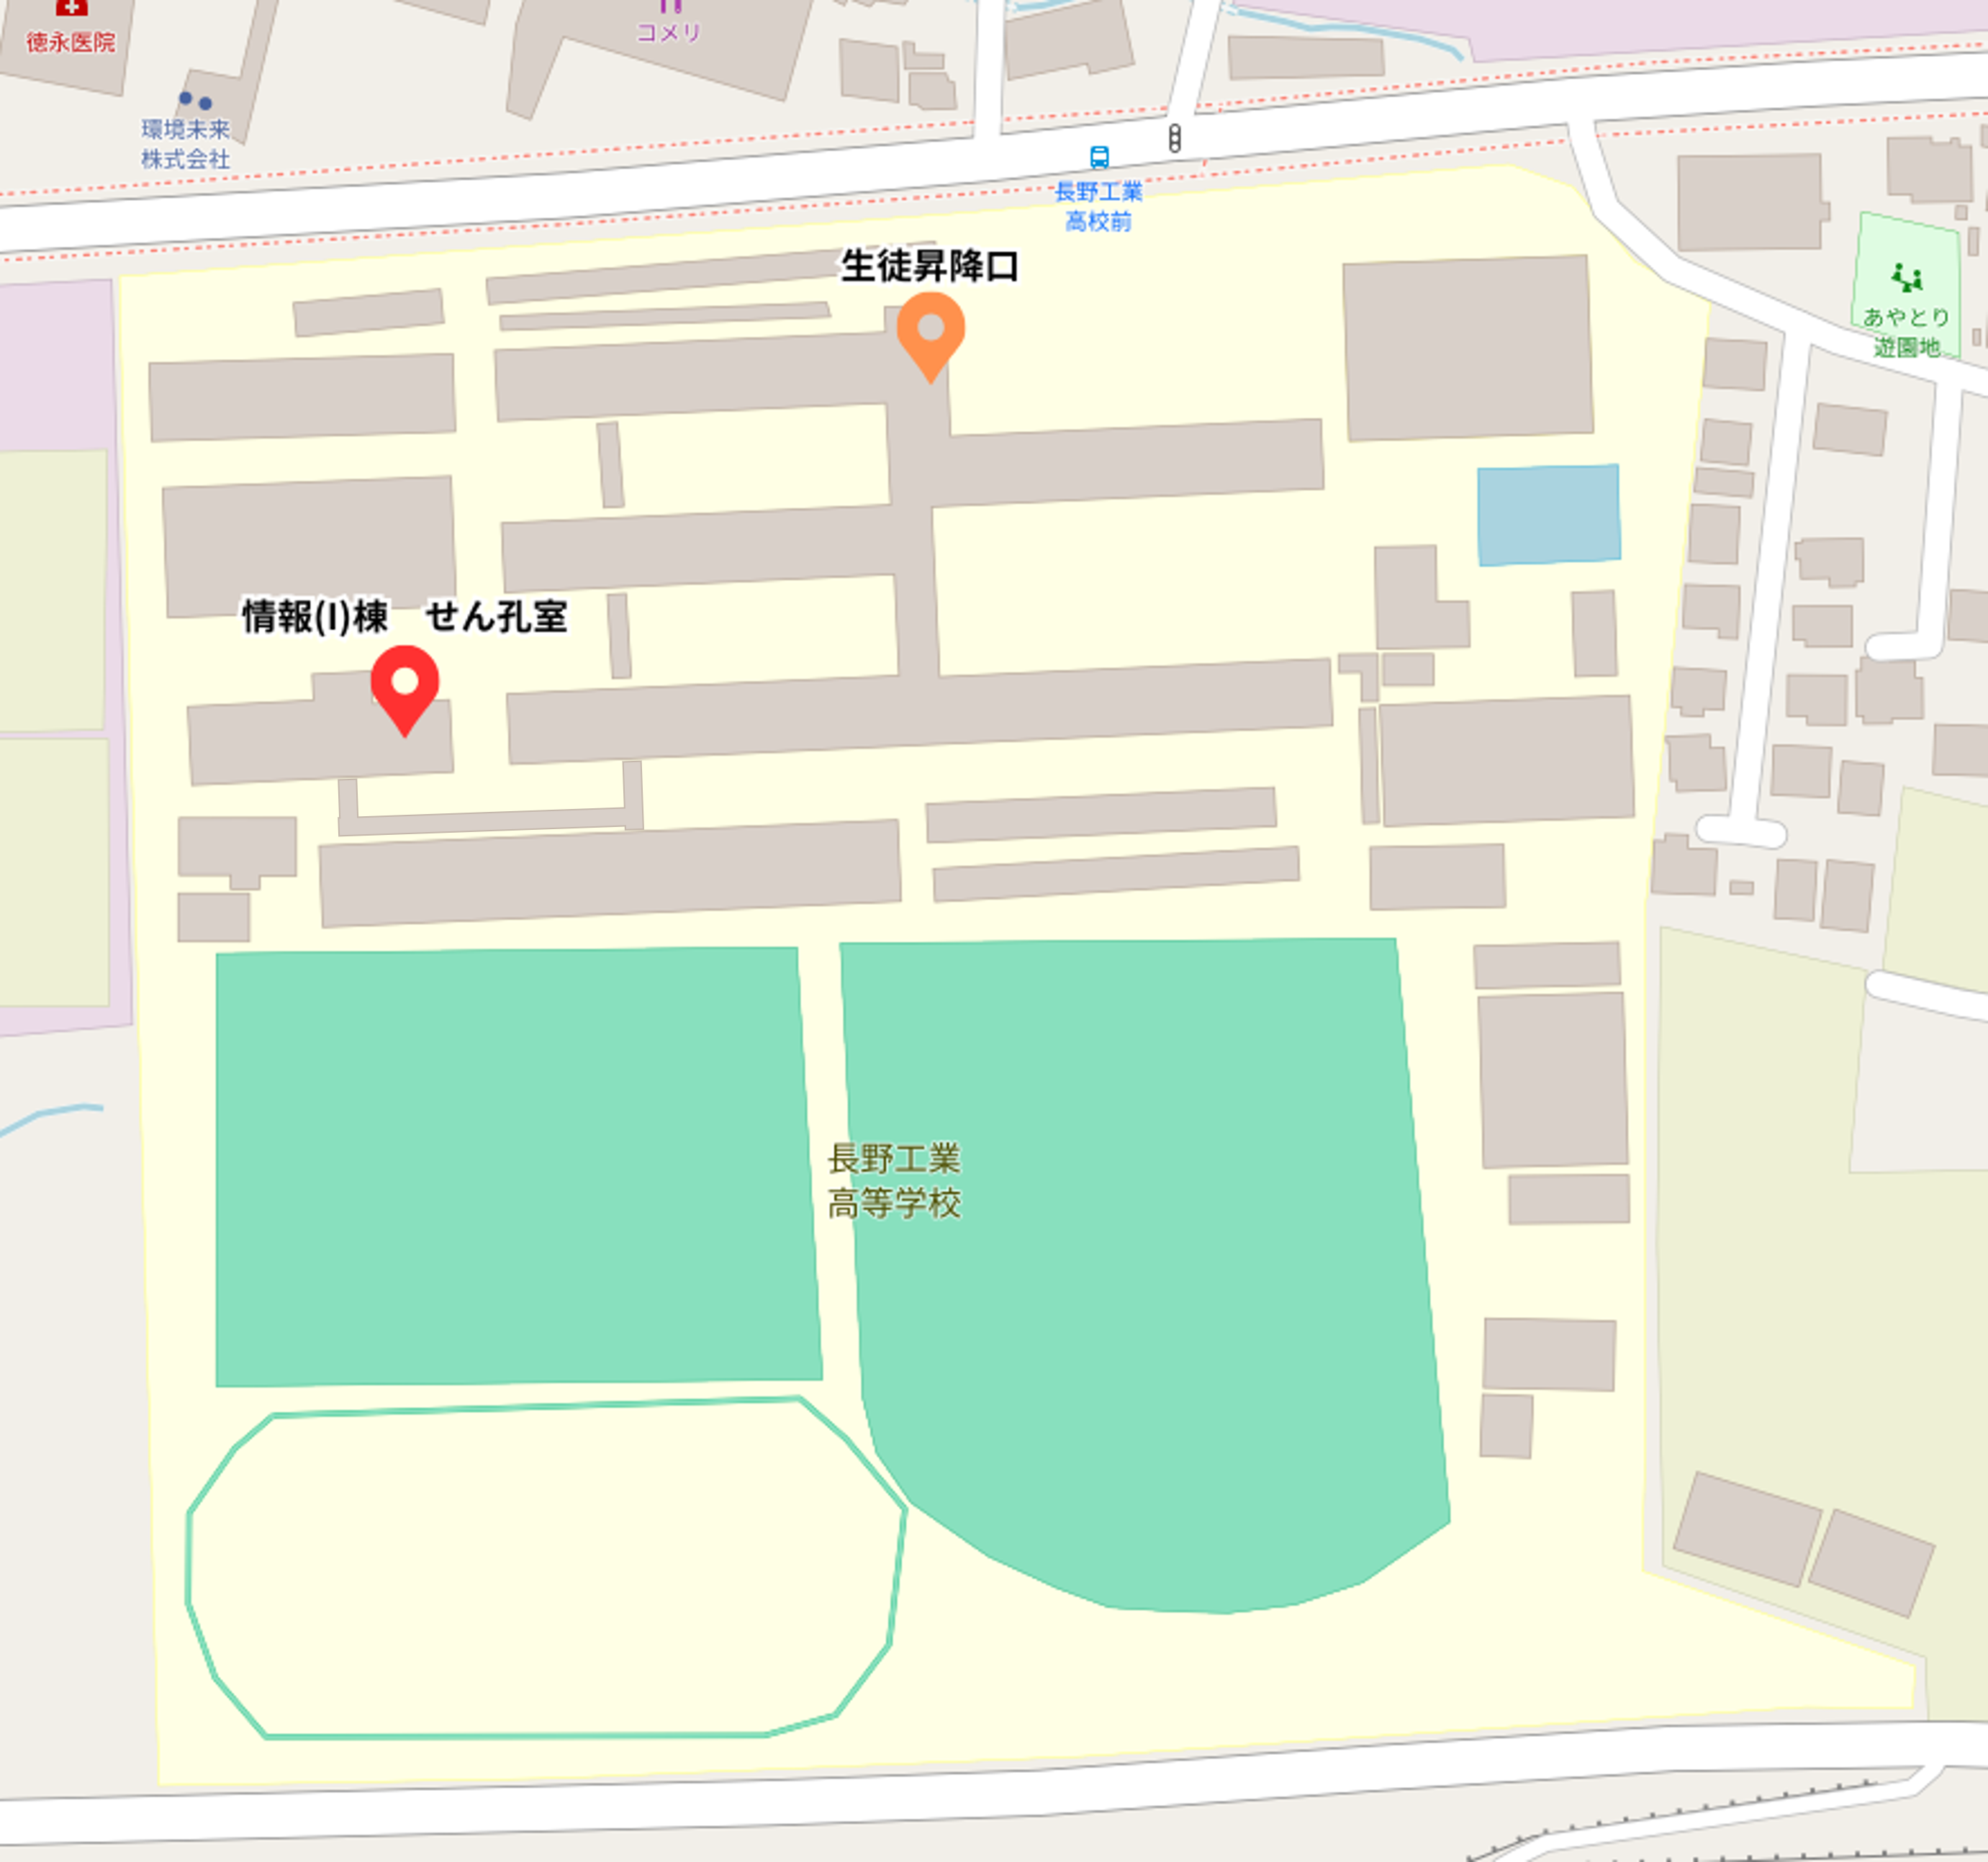 徳永医院
コメリ
環境未来
株式会社
長野工業
高校前
生徒昇降口
あやとり
遊園地
情報(I)棟　せん孔室
長野工業
高等学校